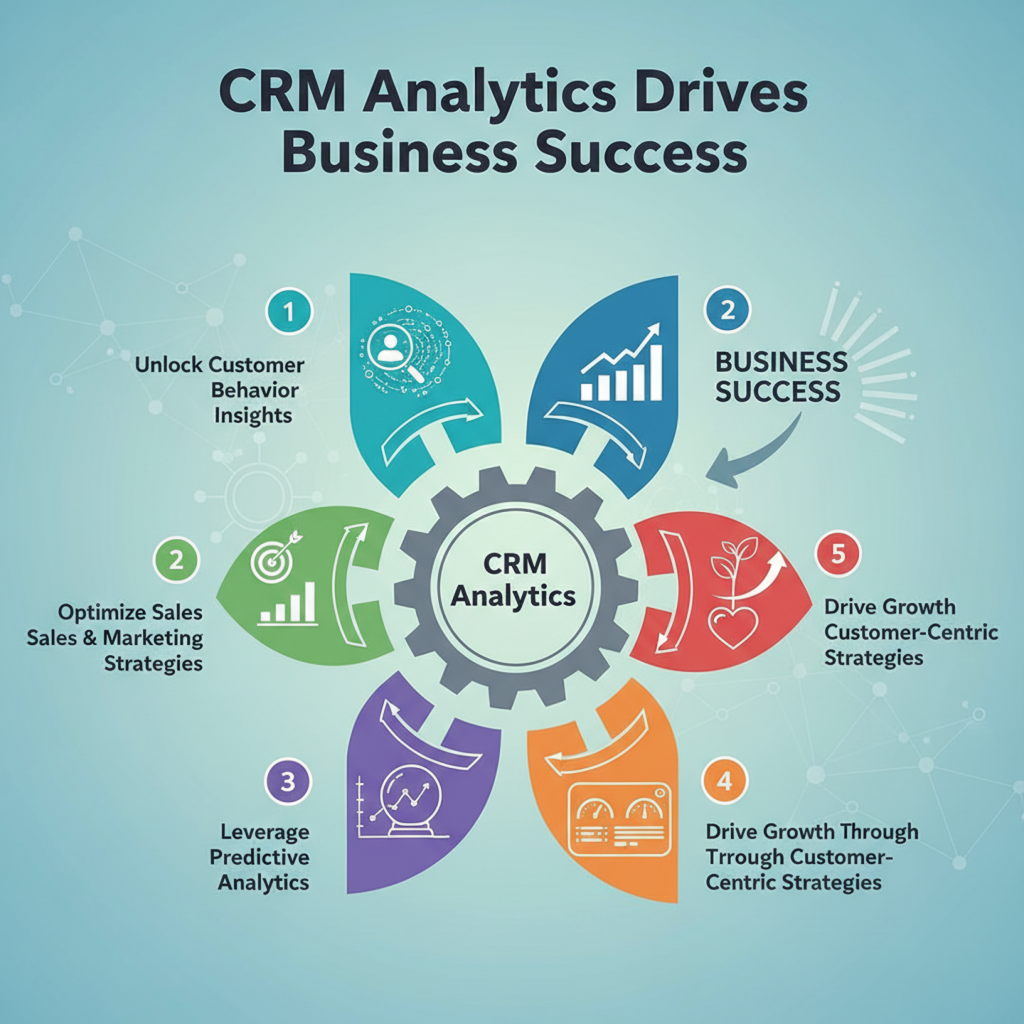 CRM Analytics Drives
Business Success
1
Unlock Customer
Behavior
Insights
2
BUSINESS
SUCCESS
2
Optimize Sales
Sales & Marketing
Strategies
CRM
Analytics
5
Drive Growth
Customer-Centric
Strategies
3
Leverage
Predictive
Analytics
4
Drive Growth Through
Trrough Customer-
Centric Strategies